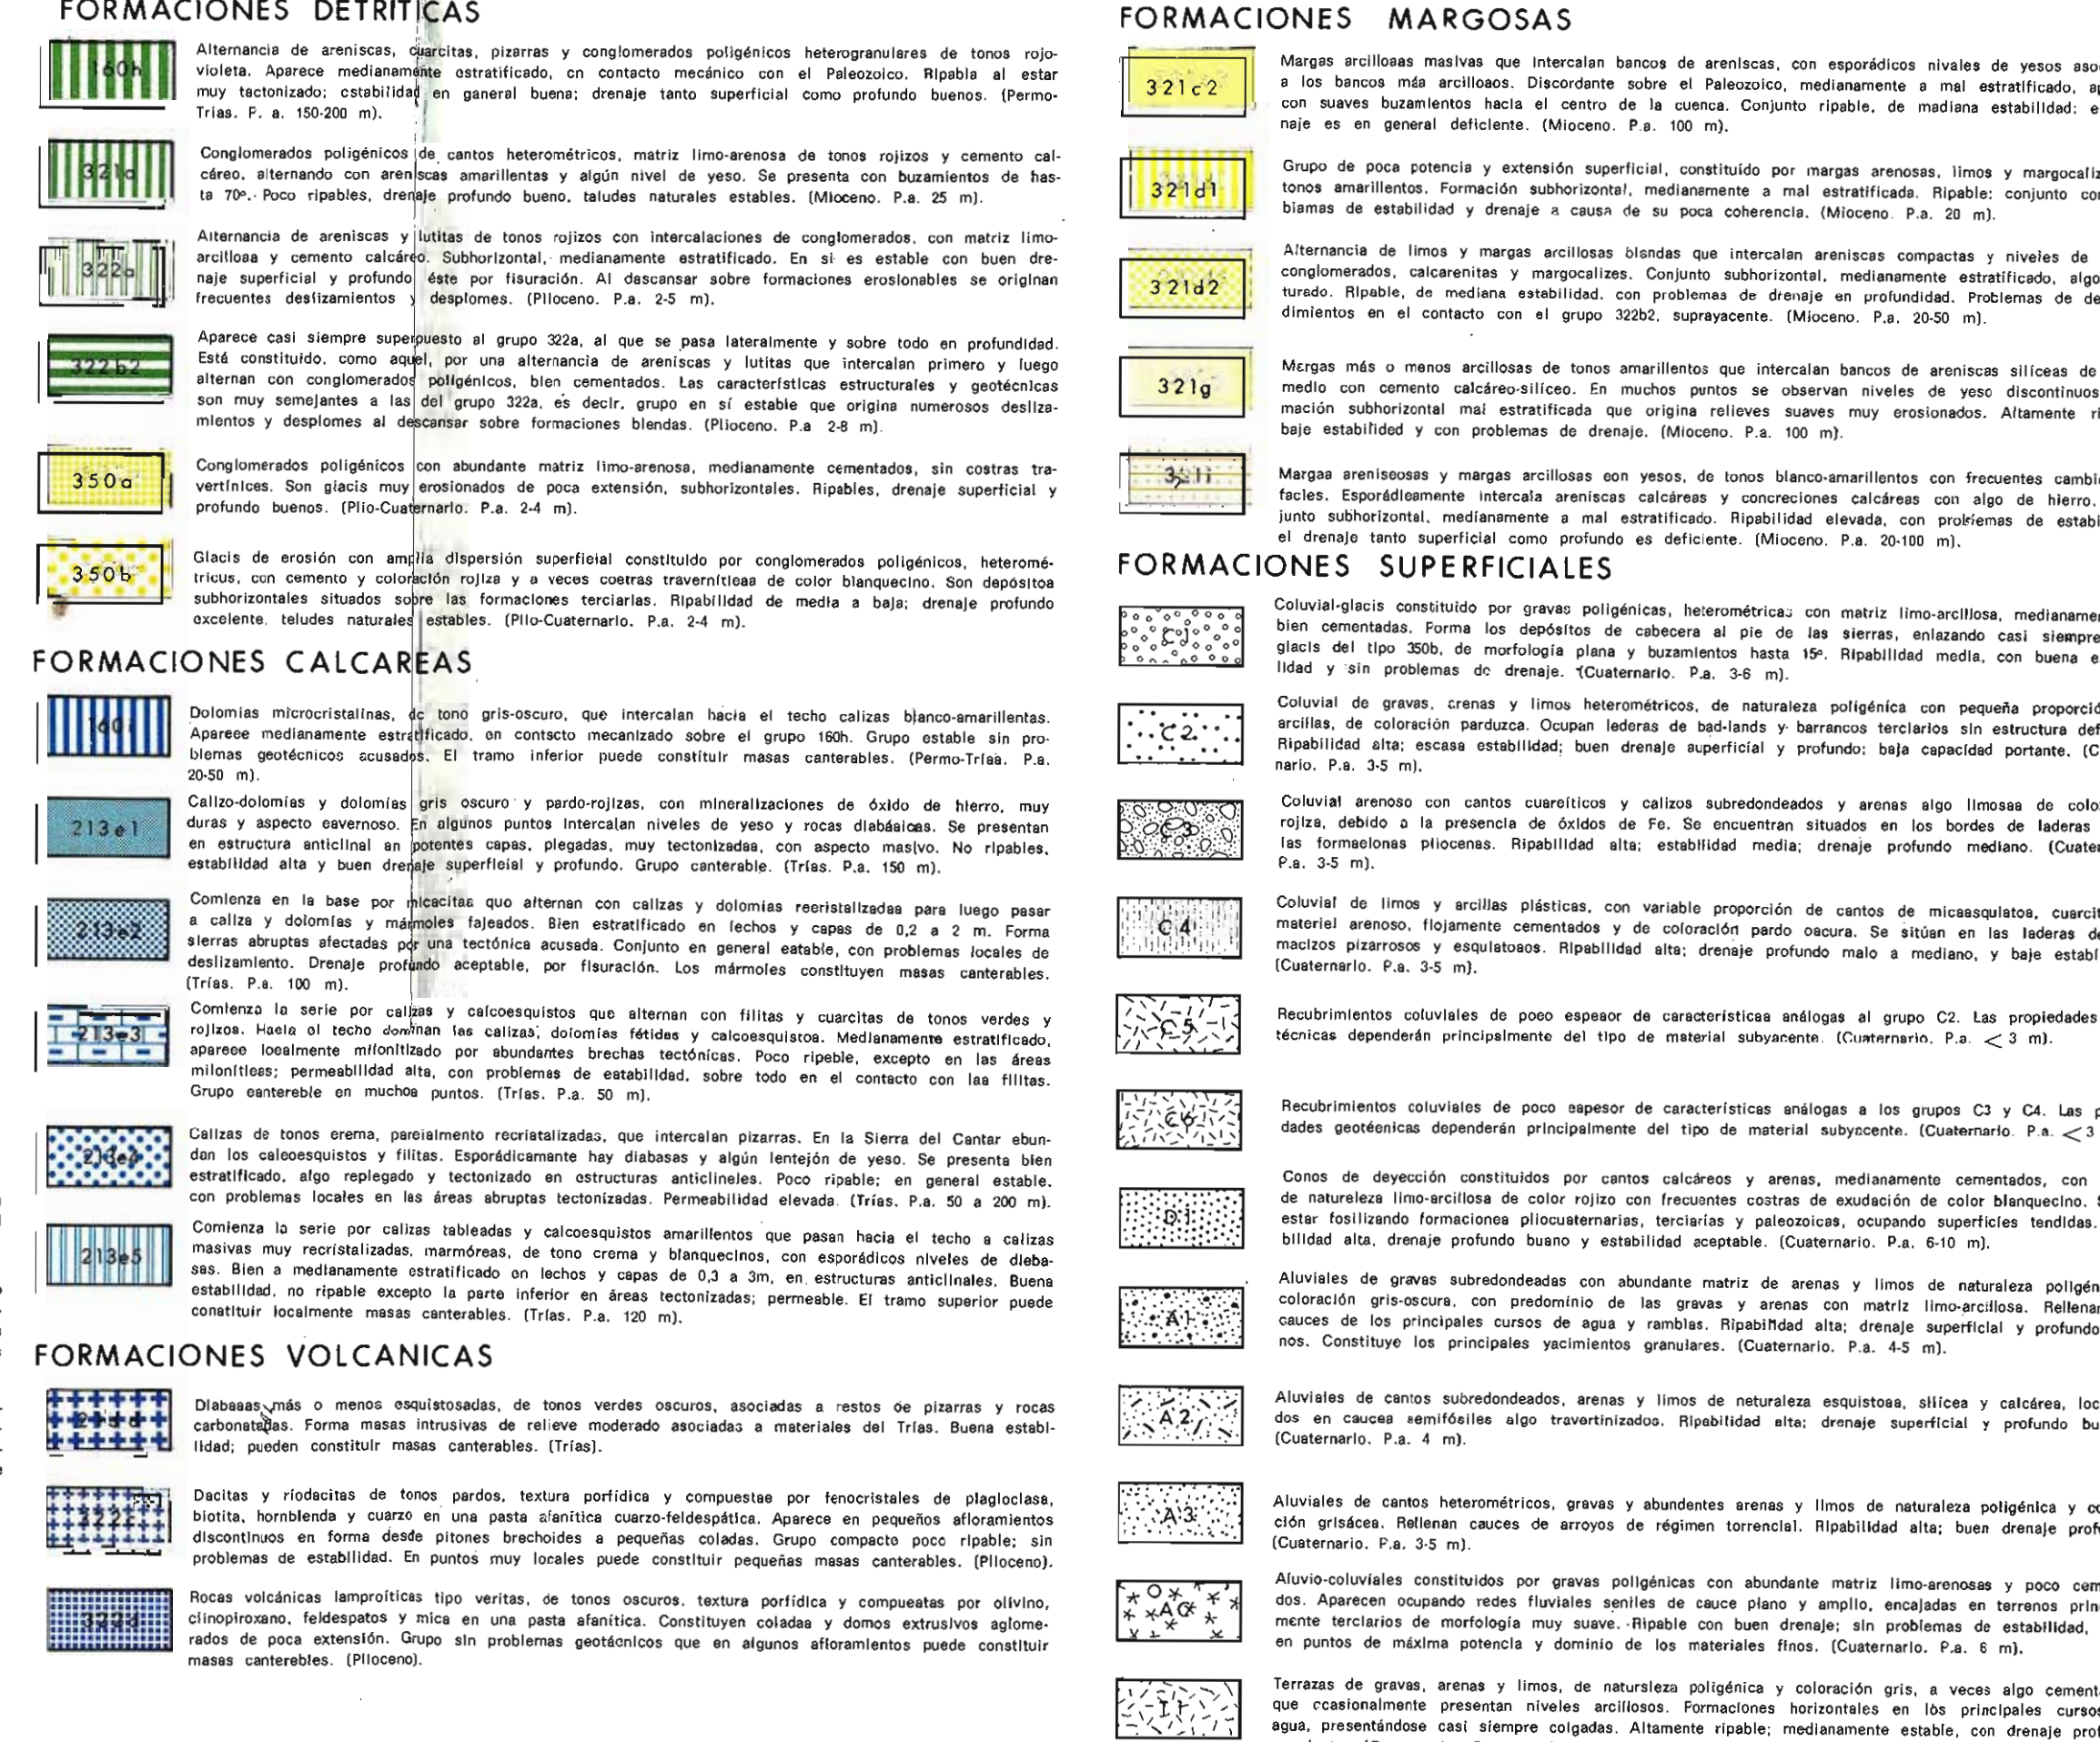 FORMACIONES DETRITICAS
160h
Alternancia de areniscas, cuarcitas, pizarras y conglomerados poligénicos heterogranulares de tonos rojo-
violeta. Aparece medianamente estratificado, en contacto mecánico con el Paleozoico. Ripable al estar
muy tectonizado; estabilidad en general buena; drenaje tanto superficial como profundo buenos. (Permo-
Trias. P. a. 150-200 m).
321a
Conglomerados poligénicos de cantos heterométricos, matriz limo-arenosa de tonos rojizos y cemento cal-
cáreo, alternando con areniscas amarillentas y algún nivel de yeso. Se presenta con buzamientos de has-
ta 70º. Poco ripables, drenaje profundo bueno, taludes naturales estables. (Mioceno. P.a. 25 m).
322a
Alternancia de areniscas y lutitas de tonos rojizos con intercalaciones de conglomerados, con matriz limo-
arcillosa y cemento calcáreo. Subhorizontal, medianamente estratificado. En si es estable con buen dre-
naje superficial y profundo éste por fisuración. Al descansar sobre formaciones erosionables se originan
frecuentes deslizamientos y desplomes. (Plioceno. P.a. 2-5 m).
322b2
Aparece casi siempre superpuesto al grupo 322a, al que se pasa lateralmente y sobre todo en profundidad.
Está constituido, como aquel, por una alternancia de areniscas y lutitas que intercalan primero y luego
alternan con conglomerados poligénicos, bien cementados. Las características estructurales y geotécnicas
son muy semejantes a las del grupo 322a, es decir, grupo en sí estable que origina numerosos desliza-
mientos y desplomes al descansar sobre formaciones blendas. (Plioceno. P.a 2-8 m).
350a
Conglomerados poligénicos con abundante matriz limo-arenosa, medianamente cementados, sin costras tra-
vertínices. Son glacis muy erosionados de poca extensión, subhorizontales. Ripables, drenaje superficial y
profundo buenos. (Plio-Cuaternario. P.a. 2-4 m).
350b
Glacis de erosión con amplia dispersión superficial constituido por conglomerados poligénicos, heteromé-
tricus, con cemento y coloración rojiza y a veces costras travernítícas de color blanquecino. Son depósitos
subhorizontales situados sobre las formaciones terciarias. Ripabilidad de media a baja; drenaje profundo
excelente, teludes naturales estables. (Plio-Cuaternario. P.a. 2-4 m).
FORMACIONES CALCAREAS
160i
Dolomias microcristalinas, de tono gris-oscuro, que intercalan hacia el techo calizas blanco-amarillentas.
Aparece medianamente estratificado, en contacto mecanizado sobre el grupo 160h. Grupo estable sin pro-
blemas geotécnicos acusados. El tramo inferior puede constituir masas canterables. (Permo-Trías. P.a.
20-50 m).
213e1
Calizo-dolomías y dolomías gris oscuro y pardo-rojizas, con mineralizaciones de óxido de hierro, muy
duras y aspecto cavernoso. En algunos puntos intercalan niveles de yeso y rocas diabásicas. Se presentan
en estructura anticlinal en potentes capas, plegadas, muy tectonizadas, con aspecto masivo. No ripables,
estabilidad alta y buen drenaje superficial y profundo. Grupo canterable. (Trías. P.a. 150 m).
213e2
Comienza en la base por micacitas quo alternan con calizas y dolomias recristalizadas para luego pasar
a caliza y dolomías y mármoles fajeados. Bien estratificado en lechos y capas de 0,2 a 2 m. Forma
sierras abruptas afectadas por una tectónica acusada. Conjunto en general estable, con problemas locales de
deslizamiento. Drenaje profundo aceptable, por fisuración. Los mármoles constituyen masas canterables.
(Trías. P.a. 100 m).
213e3
Comienza la serie por calizas y calcoesquistos que alternan con filitas y cuarcitas de tonos verdes y
rojizos. Hacia el techo dominan las calizas, dolomias fétidas y calcoesquistos. Medianamente estratificado,
aparece localmente milonitizado por abundantes brechas tectónicas. Poco ripeble, excepto en las áreas
miloníticas; permeabilidad alta, con problemas de estabilidad, sobre todo en el contacto con las filitas.
Grupo cantereble en muchos puntos. (Trías. P.a. 50 m).
213e4
Calizas de tonos crema, parcialmento recristalizadas, que intercalan pizarras. En la Sierra del Cantar ebun-
dan los calcoesquistos y filitas. Esporádicamante hay diabasas y algún lentejón de yeso. Se presenta bien
estratificado, algo replegado y tectonizado en estructuras anticlineles. Poco ripable; en general estable,
con problemas locales en las áreas abruptas tectonizadas. Permeabilidad elevada. (Trías. P.a. 50 a 200 m).
213e5
Comienza la serie por calizas tableadas y calcoesquistos amarillentos que pasan hacia el techo a calizas
masivas muy recristalizadas, marmóreas, de tono crema y blanquecinos, con esporádicos niveles de dieba-
sas. Bien a medianamente estratificado en lechos y capas de 0,3 a 3m, en estructuras anticlinales. Buena
estabilidad, no ripable excepto la parte inferior en áreas tectonizadas; permeable. El tramo superior puede
constituir localmente masas canterables. (Trías. P.a. 120 m).
FORMACIONES VOLCANICAS
Diabasas más o menos esquistosadas, de tonos verdes oscuros, asociadas a restos de pizarras y rocas
carbonatadas. Forma masas intrusivas de relieve moderado asociadas a materiales del Trías. Buena estabi-
lidad; pueden constituir masas canterables. (Trías).
Dacitas y riodacitas de tonos pardos, textura porfídica y compuestae por fenocristales de plagioclasa,
biotita, hornblenda y cuarzo en una pasta afanítica cuarzo-feldespática. Aparece en pequeños afloramientos
discontinuos en forma desde pitones brechoides a pequeñas coladas. Grupo compacto poco ripable; sin
problemas de estabilidad. En puntos muy locales puede constituir pequeñas masas canterables. (Plioceno).
322d
Rocas volcánicas lamproíticas tipo veritas, de tonos oscuros, textura porfídica y compuestas por olivino,
clinopiroxano, feldespatos y mica en una pasta afanítica. Constituyen coladas y domos extrusivos aglome-
rados de poca extensión. Grupo sin problemas geotécnicos que en algunos afloramientos puede constituir
masas canterebles. (Plioceno).
FORMACIONES MARGOSAS
321c2
Margas arcillosas masivas que intercalan bancos de areniscas, con esporádicos niveles de yesos aso
a los bancos más arcillosos. Discordante sobre el Paleozoico, medianamente a mal estratificado, a
con suaves buzamientos hacia el centro de la cuenca. Conjunto ripable, de mediana estabilidad; e
naje es en general deficiente. (Mioceno. P.a. 100 m).
321d1
Grupo de poca potencia y extensión superficial, constituído por margas arenosas, limos y margocaliz
tonos amarillentos. Formación subhorizontal, medianamente a mal estratificada. Ripable; conjunto co
biamas de estabilidad y drenaje a causa de su poca coherencia. (Mioceno. P.a. 20 m).
321d2
Alternancia de limos y margas arcillosas blandas que intercalan areniscas compactas y niveles de
conglomerados, calcarenitas y margocalizes. Conjunto subhorizontal, medianamente estratificado, algo
turado. Ripable, de mediana estabilidad, con problemas de drenaje en profundidad. Problemas de de
dimientos en el contacto con el grupo 322b2, suprayacente. (Mioceno. P.a. 20-50 m).
321g
Mergas más o menos arcillosas de tonos amarillentos que intercalan bancos de areniscas silíceas de
medio con cemento calcáreo-silíceo. En muchos puntos se observan niveles de yeso discontinuos
mación subhorizontal mal estratificada que origina relieves suaves muy erosionados. Altamente r
baje estabilided y con problemas de drenaje. (Mioceno. P.a. 100 m).
321i
Margas areniscosas y margas arcillosas con yesos, de tonos blanco-amarillentos con frecuentes cambi
facies. Esporádicamente intercala areniscas calcáreas y concreciones calcáreas con algo de hierro.
junto subhorizontal, medianamente a mal estratificado. Ripabilidad elevada, con problemas de estabi
el drenaje tanto superficial como profundo es deficiente. (Mioceno. P.a. 20-100 m).
FORMACIONES SUPERFICIALES
C1
Coluvial-glacis constituido por gravas poligénicas, heterométricas con matriz limo-arcillosa, medianamen
bien cementadas. Forma los depósitos de cabecera al pie de las sierras, enlazando casi siempre
glacis del tipo 350b, de morfología plana y buzamientos hasta 15º. Ripabilidad media, con buena e
lidad y sin problemas de drenaje. (Cuaternario. P.a. 3-6 m).
C2
Coluvial de gravas, arenas y limos heterométricos, de naturaleza poligénica con pequeña proporció
arcillas, de coloración parduzca. Ocupan lederas de bad-lands y barrancos terciarios sin estructura def
Ripabilidad alta; escasa estabilidad; buen drenaje superficial y profundo; baja capacidad portante. (C
nario. P.a. 3-5 m).
C3
Coluvial arenoso con cantos cuarcíticos y calizos subredondeados y arenas algo limosas de colo
rojiza, debido a la presencia de óxidos de Fe. Se encuentran situados en los bordes de laderas
las formaciones pliocenas. Ripabilidad alta; estabilidad media; drenaje profundo mediano. (Cuate
P.a. 3-5 m).
C4
Coluvial de limos y arcillas plásticas, con variable proporción de cantos de micaesquistos, cuarcit
materiel arenoso, flojamente cementados y de coloración pardo oscura. Se sitúan en las laderas de
macizos pizarrosos y esquistosos. Ripabilidad alta; drenaje profundo malo a mediano, y baje estabi
(Cuaternario. P.a. 3-5 m).
C5
Recubrimientos coluviales de poco espesor de características análogas al grupo C2. Las propiedades
técnicas dependerán principalmente del tipo de material subyacente. (Cuaternario. P.a. < 3 m).
C6
Recubrimientos coluviales de poco espesor de características análogas a los grupos C3 y C4. Las p
dades geotécnicas dependerán principalmente del tipo de material subyacente. (Cuaternario. P.a. < 3
D1
Conos de deyección constituidos por cantos calcáreos y arenas, medianamente cementados, con
de natureleza limo-arcillosa de color rojizo con frecuentes costras de exudación de color blanquecino. S
estar fosilizando formaciones pliocuaternarias, terciarías y paleozoicas, ocupando superficies tendidas.
bilidad alta, drenaje profundo bueno y estabilidad aceptable. (Cuaternario. P.a. 6-10 m).
A1
Aluviales de gravas subredondeadas con abundante matriz de arenas y limos de naturaleza poligén
coloración gris-oscura, con predominio de las gravas y arenas con matriz limo-arcillosa. Rellenar
cauces de los principales cursos de agua y ramblas. Ripabilidad alta; drenaje superficial y profundo
nos. Constituye los principales yacimientos granulares. (Cuaternario. P.a. 4-5 m).
A2
Aluviales de cantos subredondeados, arenas y limos de naturaleza esquistosa, silícea y calcárea, loc
dos en caucea semifósiles algo travertinizados. Ripabilidad alta; drenaje superficial y profundo bu
(Cuaternario. P.a. 4 m).
A3
Aluviales de cantos heterométricos, gravas y abundentes arenas y limos de naturaleza poligénica y co
ción grisácea. Rellenan cauces de arroyos de régimen torrencial. Ripabilidad alta; buen drenaje prof
(Cuaternario. P.a. 3-5 m).
AC
Aluvio-coluviales constituidos por gravas poligénicas con abundante matriz limo-arenosas y poco cem
dos. Aparecen ocupando redes fluviales seniles de cauce plano y amplio, encajadas en terrenos prin
mente terciarios de morfología muy suave. Ripable con buen drenaje; sin problemas de estabilidad,
en puntos de máxima potencia y dominio de los materiales finos. (Cuaternario. P.a. 6 m).
T1
Terrazas de gravas, arenas y limos, de natursleza poligénica y coloración gris, a veces algo cement
que ocasionalmente presentan niveles arcillosos. Formaciones horizontales en los principales cursos
agua, presentándose casi siempre colgadas. Altamente ripable; medianamente estable, con drenaje pro